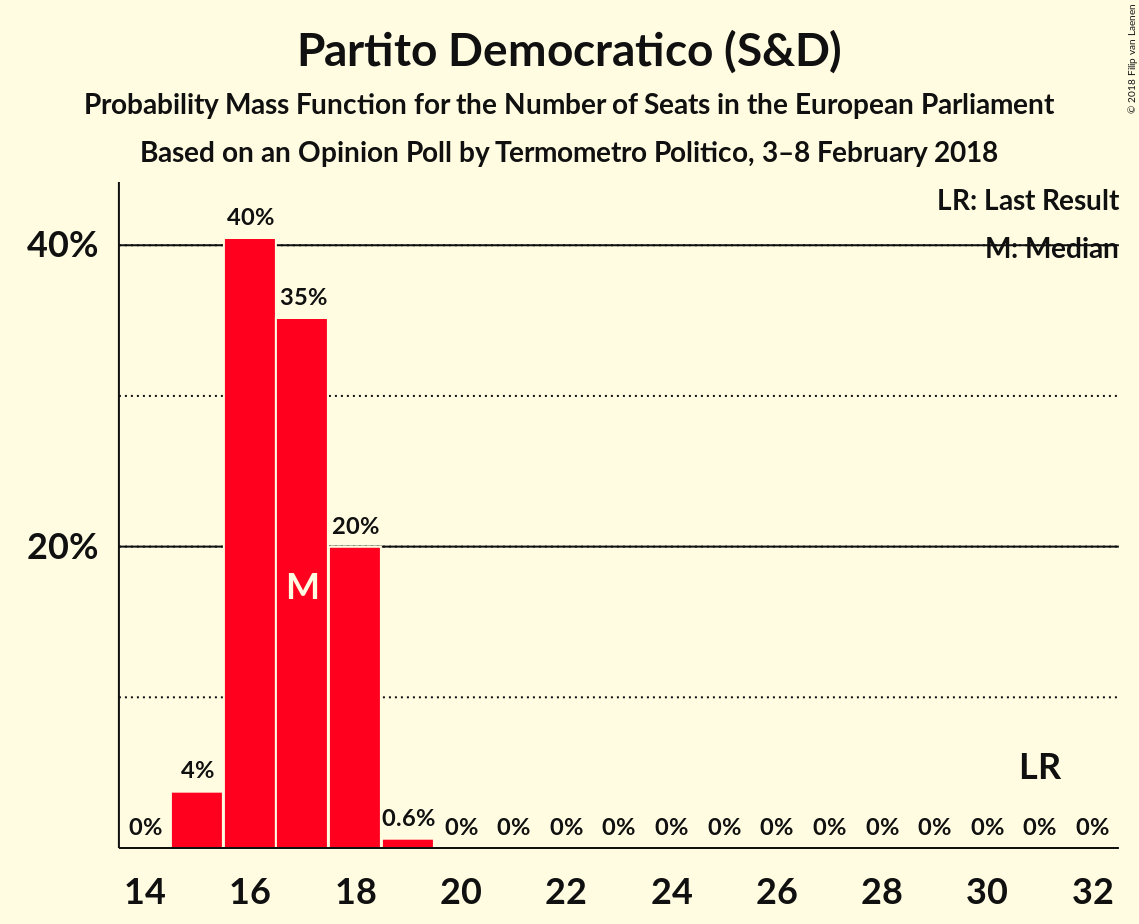 Partito Democratico (S&D)
Probability Mass Function for the Number of Seats in the European Parliament
Based on an Opinion Poll by Termometro Politico, 3–8 February 2018
© 2018 Filip van Laenen
LR: Last Result
M: Median
40%
20%
0%
4%
40%
35%
20%
0.6%
0%
0%
0%
0%
0%
0%
0%
0%
0%
0%
0%
0%
0%
M
LR
14 16 18 20 22 24 26 28 30 32